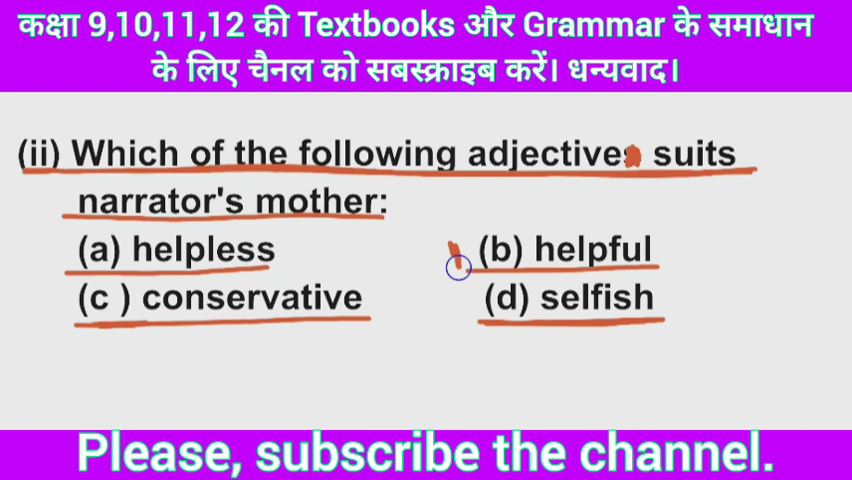 कक्षा 9,10,11,12 की Textbooks और Grammar के समाधान
के लिए चैनल को सबस्क्राइब करें। धन्यवाद।
(ii) Which of the following adjectives suits
narrator's mother:
(a) helpless (b) helpful
(c ) conservative (d) selfish
Please, subscribe the channel.